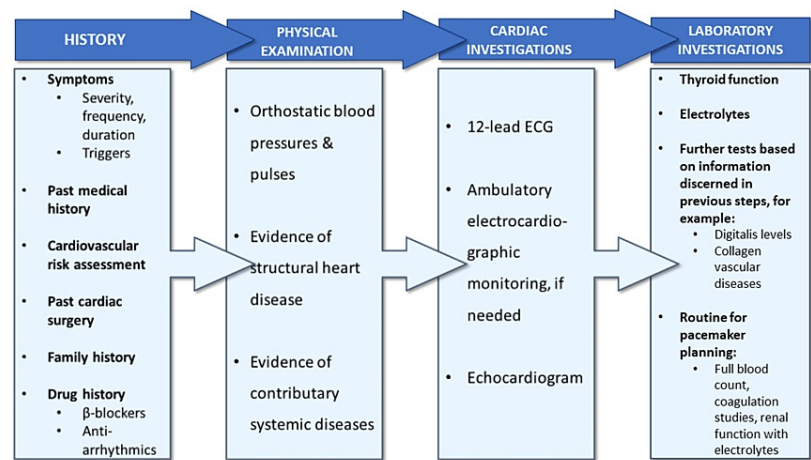 HISTORY
PHYSICAL
EXAMINATION
CARDIAC
INVESTIGATIONS
LABORATORY
INVESTIGATIONS
• Symptoms
• Severity,
frequency,
duration
• Triggers
• Past medical
history
• Cardiovascular
risk assessment
• Past cardiac
surgery
• Family history
• Drug history
• β-blockers
• Anti-
arrhythmics
• Orthostatic blood
pressures &
pulses
• Evidence of
structural heart
disease
• Evidence of
contributary
systemic diseases
• 12-lead ECG
• Ambulatory
electrocardio-
graphic
monitoring, if
needed
• Echocardiogram
• Thyroid function
• Electrolytes
• Further tests based
on information
discerned in
previous steps, for
example:
• Digitalis levels
• Collagen
vascular
diseases
• Routine for
pacemaker
planning:
• Full blood
count,
coagulation
studies, renal
function with
electrolytes